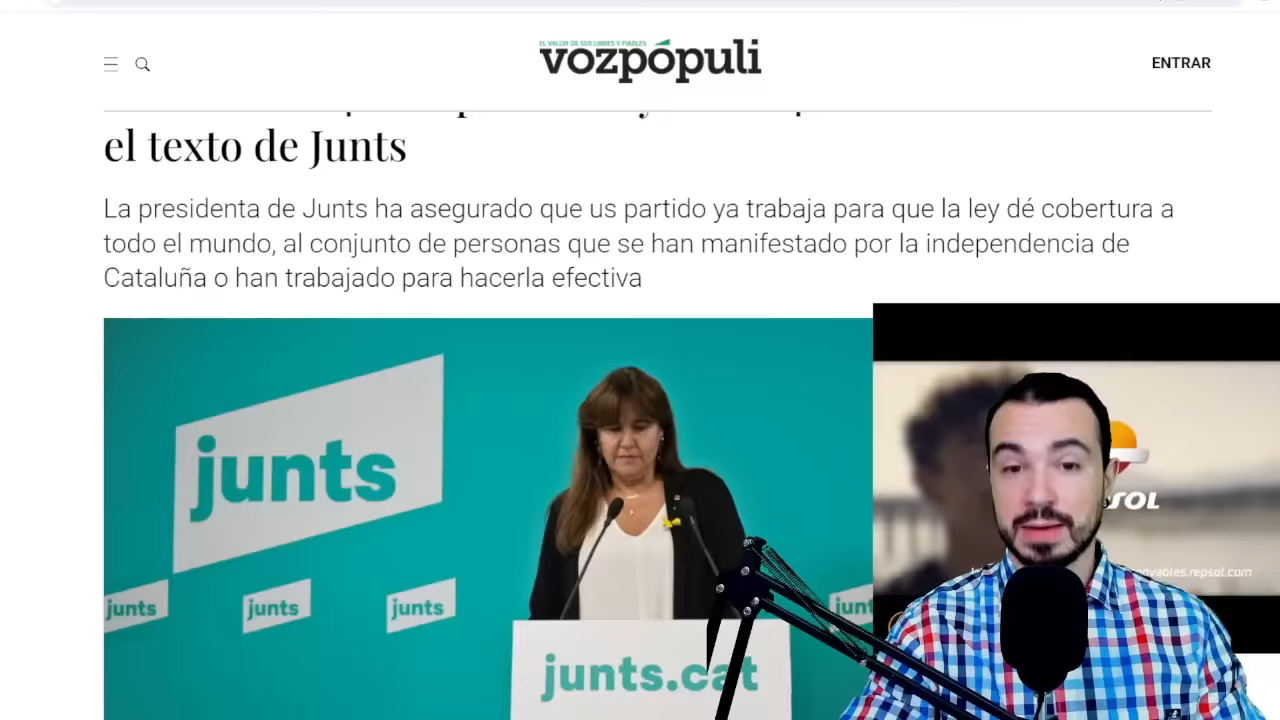 EL VALOR DE SER LIBRES Y FIABLES
vozpópuli
ENTRAR
el texto de Junts
La presidenta de Junts ha asegurado que us partido ya trabaja para que la ley dé cobertura a
todo el mundo, al conjunto de personas que se han manifestado por la independencia de
Cataluña o han trabajado para hacerla efectiva
junts
junts
junts
junts
junt
junts.cat
SOL
ovables.repsol.com